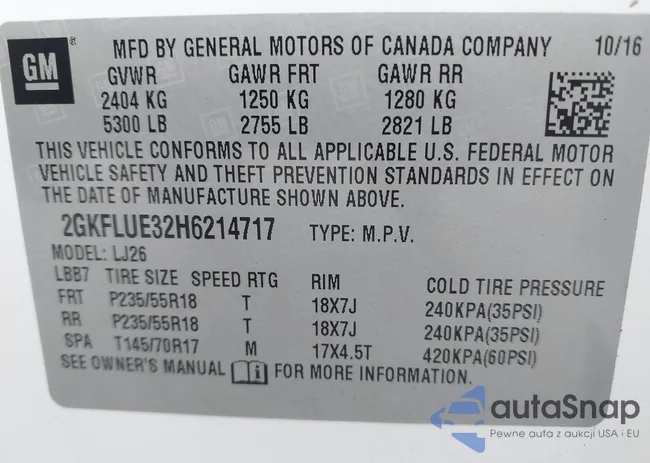 GM
MFD BY GENERAL MOTORS OF CANADA COMPANY 10/16
GVWR GAWR FRT GAWR RR
2404 KG 1250 KG 1280 KG
5300 LB 2755 LB 2821 LB
THIS VEHICLE CONFORMS TO ALL APPLICABLE U.S. FEDERAL MOTOR
VEHICLE SAFETY AND THEFT PREVENTION STANDARDS IN EFFECT ON
THE DATE OF MANUFACTURE SHOWN ABOVE.
2GKFLUE32H6214717 TYPE: M.P.V.
MODEL: LJ26
LBB7 TIRE SIZE SPEED RTG RIM COLD TIRE PRESSURE
FRT P235/55R18 T 18X7J 240KPA(35PSI)
RR P235/55R18 T 18X7J 240KPA(35PSI)
SPA T145/70R17 M 17X4.5T 420KPA(60PSI)
SEE OWNER'S MANUAL FOR MORE INFORMATION.
autaSnap
Pewne auta z aukcji USA i EU